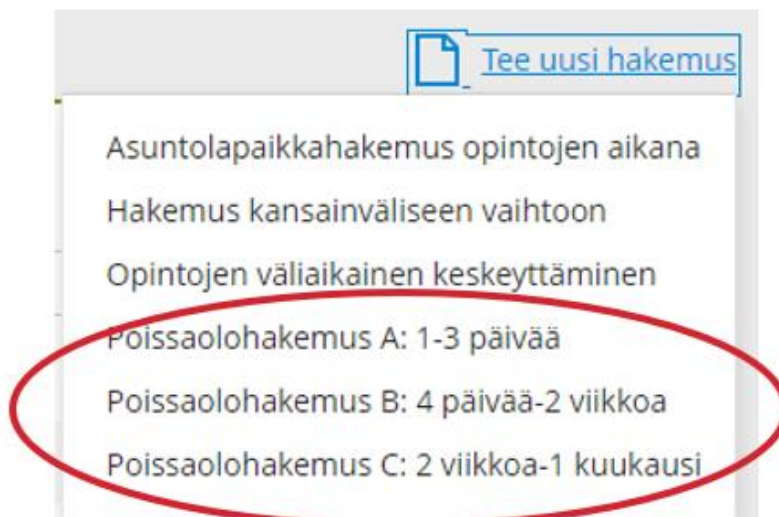 Tee uusi hakemus
Asuntolapaikkahakemus opintojen aikana
Hakemus kansainväliseen vaihtoon
Opintojen väliaikainen keskeyttäminen
Poissaolohakemus A: 1-3 päivää
Poissaolohakemus B: 4 päivää-2 viikkoa
Poissaolohakemus C: 2 viikkoa-1 kuukausi